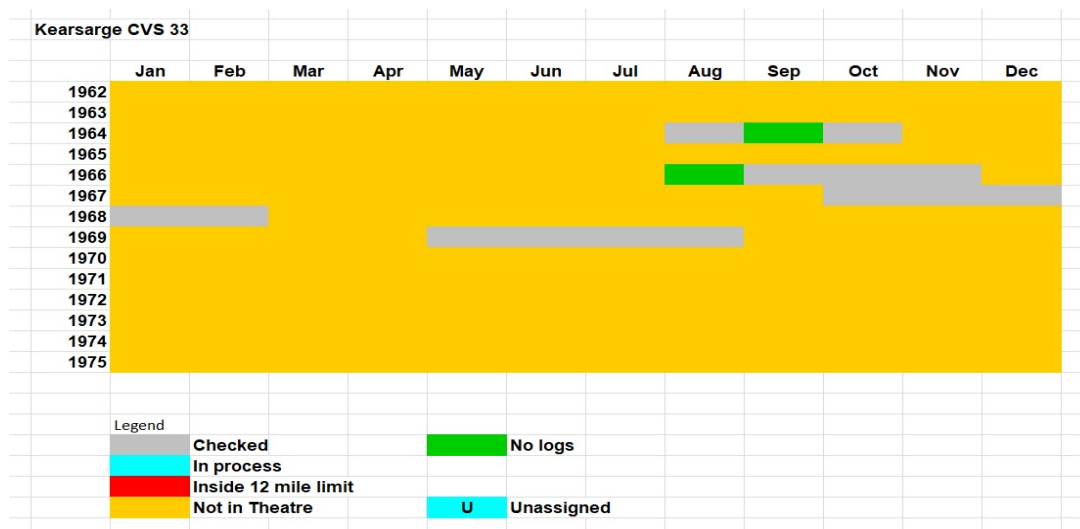 Kearsarge CVS 33
Jan Feb Mar Apr May Jun Jul Aug Sep Oct Nov Dec
1962
1963
1964
1965
1966
1967
1968
1969
1970
1971
1972
1973
1974
1975
Legend
Checked No logs
In process
Inside 12 mile limit
Not in Theatre U Unassigned